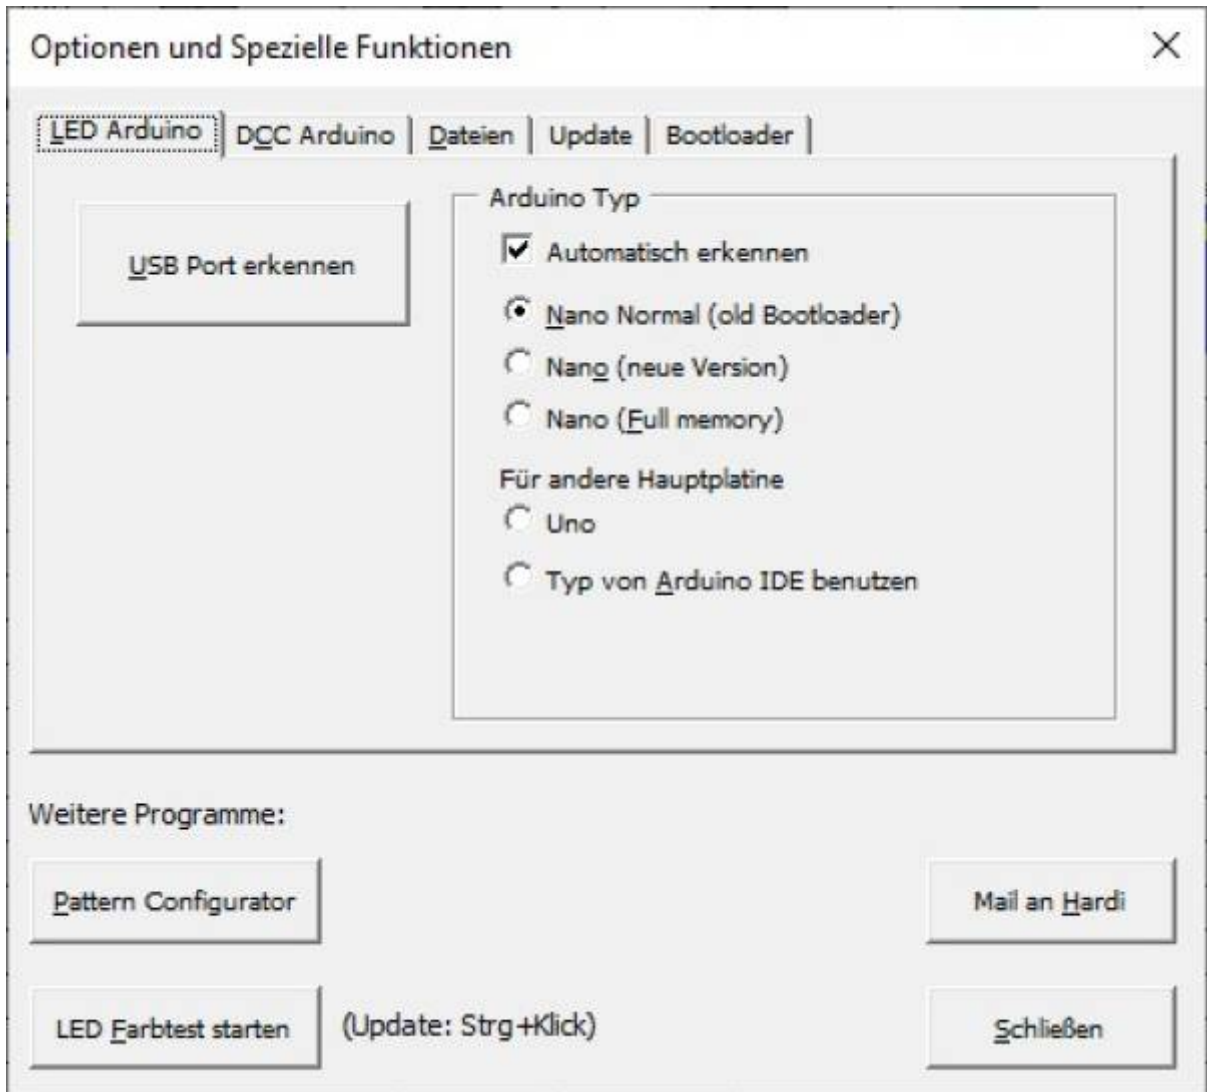 Optionen und Spezielle Funktionen
LED Arduino DCC Arduino Dateien Update Bootloader
USB Port erkennen
Arduino Typ
Automatisch erkennen
Nano Normal (old Bootloader)
Nano (neue Version)
Nano (Full memory)
Für andere Hauptplatine
Uno
Typ von Arduino IDE benutzen
Weitere Programme:
Pattern Configurator
Mail an Hardi
LED Farbtest starten
(Update: Strg+Klick)
Schließen